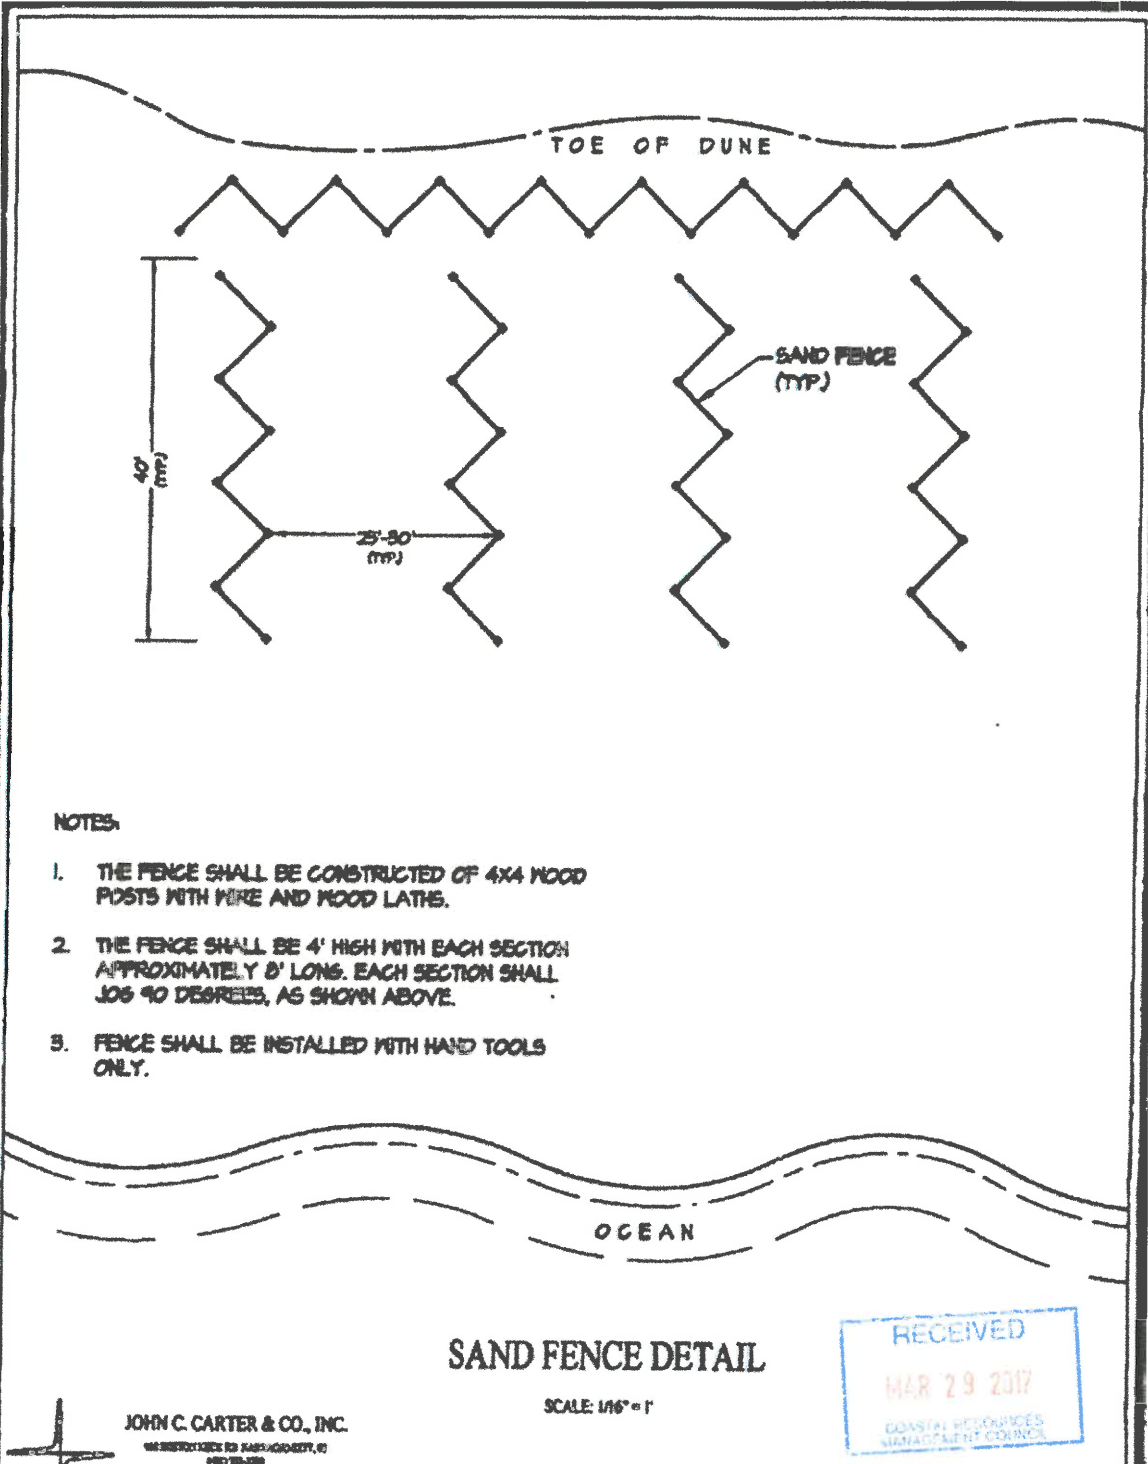 TOE OF DUNE
SAND FENCE
(TYP.)
40'
(TYP.)
25'-30'
(TYP.)
NOTES:
1. THE FENCE SHALL BE CONSTRUCTED OF 4X4 WOOD
POSTS WITH WIRE AND WOOD LATHS.
2. THE FENCE SHALL BE 4' HIGH WITH EACH SECTION
APPROXIMATELY 8' LONG. EACH SECTION SHALL
JOG 90 DEGREES, AS SHOWN ABOVE.
3. FENCE SHALL BE INSTALLED WITH HAND TOOLS
ONLY.
OCEAN
SAND FENCE DETAIL
SCALE: 1/16" = 1'
RECEIVED
MAR 29 2017
COASTAL RESOURCES
MANAGEMENT COUNCIL
JOHN C. CARTER & CO., INC.